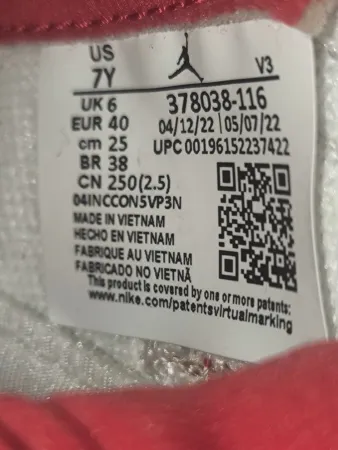 US
7Y
V3
UK 6
378038-116
EUR 40
04/12/22 05/07/22
cm 25
UPC 00196152237422
BR 38
CN 250(2.5)
04INCCON5VP3N
MADE IN VIETNAM
HECHO EN VIETNAM
FABRIQUE AU VIETNAM
FABRICADO NO VIETNÃ
This product is covered by one or more patents:
www.nike.com/patentsvirtualmarking